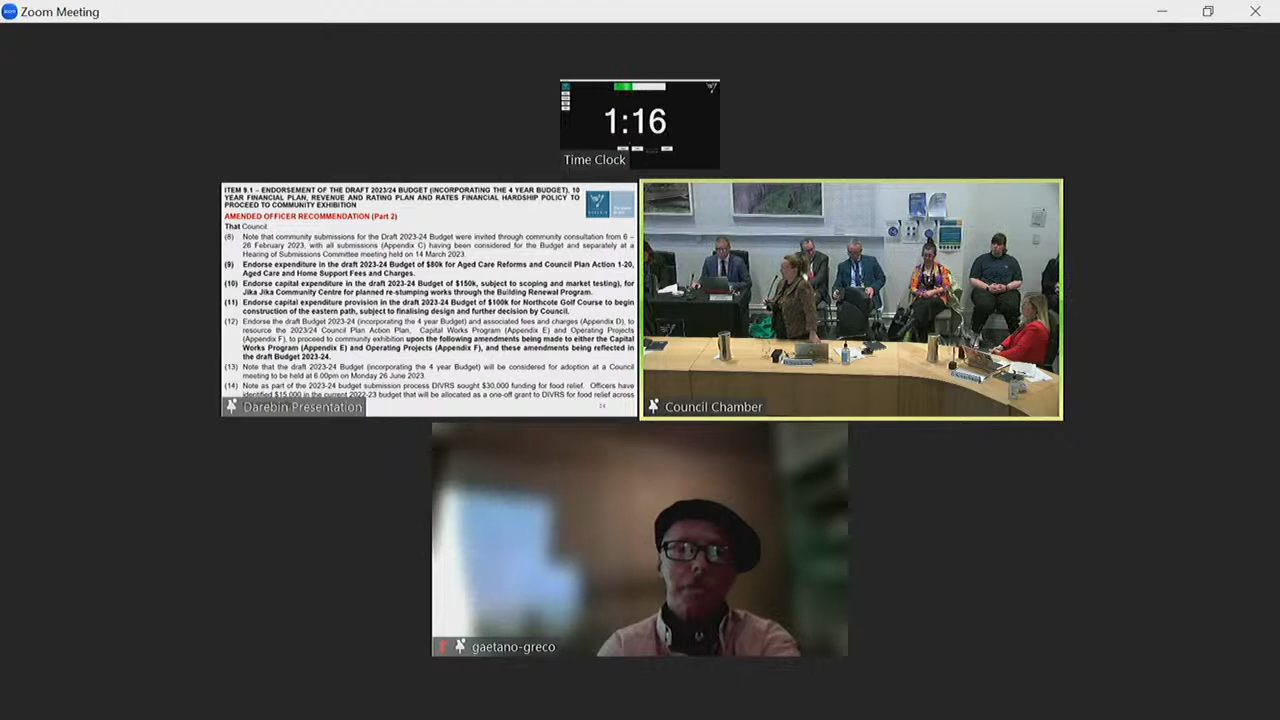 Zoom Meeting
1:16
Time Clock
ITEM 9.1 – ENDORSEMENT OF THE DRAFT 2023/24 BUDGET (INCORPORATING THE 4 YEAR BUDGET), 10
YEAR FINANCIAL PLAN, REVENUE AND RATING PLAN AND RATES FINANCIAL HARDSHIP POLICY TO
PROCEED TO COMMUNITY EXHIBITION
AMENDED OFFICER RECOMMENDATION (Part 2)
That Council
(8) Note that community submissions for the Draft 2023-24 Budget were invited through community consultation from 6 –
26 February 2023, with all submissions (Appendix C) having been considered for the Budget and separately at a
Hearing of Submissions Committee meeting held on 14 March 2023.
(9) Endorse expenditure in the draft 2023-24 Budget of $80k for Aged Care Reforms and Council Plan Action 1-20,
Aged Care and Home Support Fees and Charges.
(10) Endorse capital expenditure in the draft 2023-24 Budget of $150k, subject to scoping and market testing), for
Jika Jika Community Centre for planned re-stumping works through the Building Renewal Program.
(11) Endorse capital expenditure provision in the draft 2023-24 Budget of $100k for Northcote Golf Course to begin
construction of the eastern path, subject to finalising design and further decision by Council.
(12) Endorse the draft Budget 2023-24 (incorporating the 4 year Budget) and associated fees and charges (Appendix D), to
resource the 2023/24 Council Plan Action Plan, Capital Works Program (Appendix E) and Operating Projects
(Appendix F), to proceed to community exhibition upon the following amendments being made to either the Capital
Works Program (Appendix E) and Operating Projects (Appendix F), and these amendments being reflected in
the draft Budget 2023-24.
(13) Note that the draft Budget 2023-24 (incorporating the 4 year Budget) will be considered for adoption at a Council
meeting to be held at 6.00pm on Monday 26 June 2023.
(14) Note as part of the 2023-24 budget submission process DIVRS sought $30,000 funding for food relief. Officers have
identified $15,000 in the current 2022-23 budget that will be allocated as a one-off grant to DIVRS for food relief across
Darebin Presentation
Council Chamber
gaetano-greco